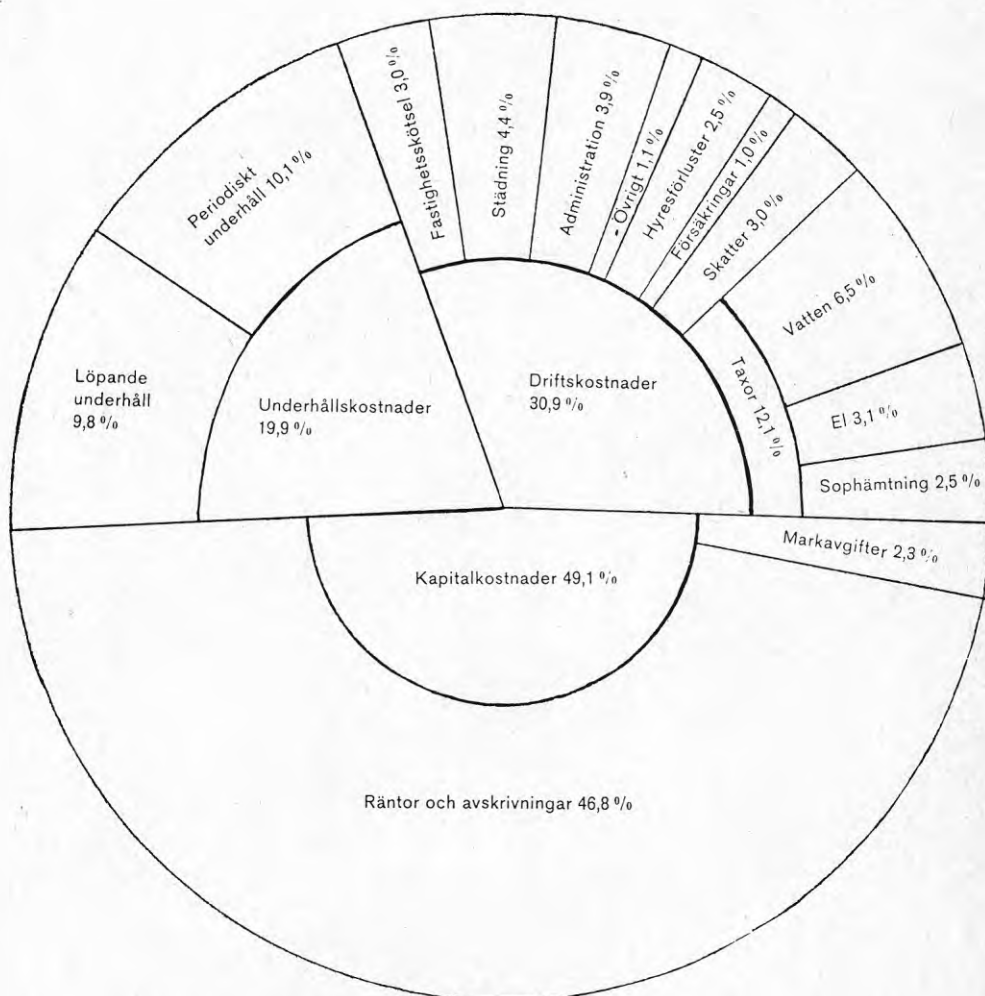 Löpande
underhåll
9,8 %
Periodiskt
underhåll 10,1 %
Underhållskostnader
19,9 %
Fastighetsskötsel 3,0 %
Städning 4,4 %
Administration 3,9 %
- Övrigt 1,1 %
Hyresförluster 2,5 %
Försäkringar 1,0 %
Skatter 3,0 %
Driftskostnader
30,9 %
Taxor 12,1 %
Vatten 6,5 %
El 3,1 %
Sophämtning 2,5 %
Markavgifter 2,3 %
Kapitalkostnader 49,1 %
Räntor och avskrivningar 46,8 %